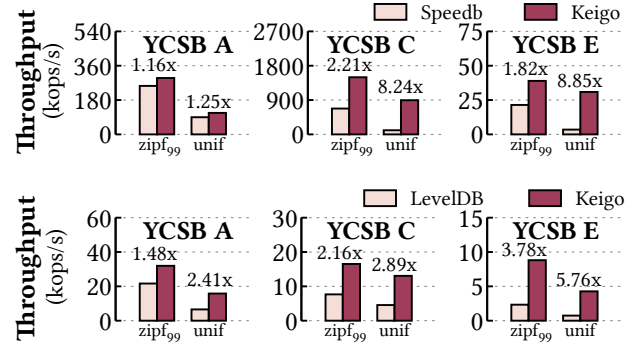 Speedb Keigo
Throughput
(kops/s)
540
360
180
0
YCSB A
1.16x
1.25x
zipf99 unif
2700
1800
900
0
YCSB C
2.21x
8.24x
zipf99 unif
75
50
25
0
YCSB E
1.82x
8.85x
zipf99 unif
LevelDB Keigo
Throughput
(kops/s)
60
40
20
0
YCSB A
1.48x
2.41x
zipf99 unif
30
20
10
0
YCSB C
2.16x
2.89x
zipf99 unif
15
10
5
0
YCSB E
3.78x
5.76x
zipf99 unif